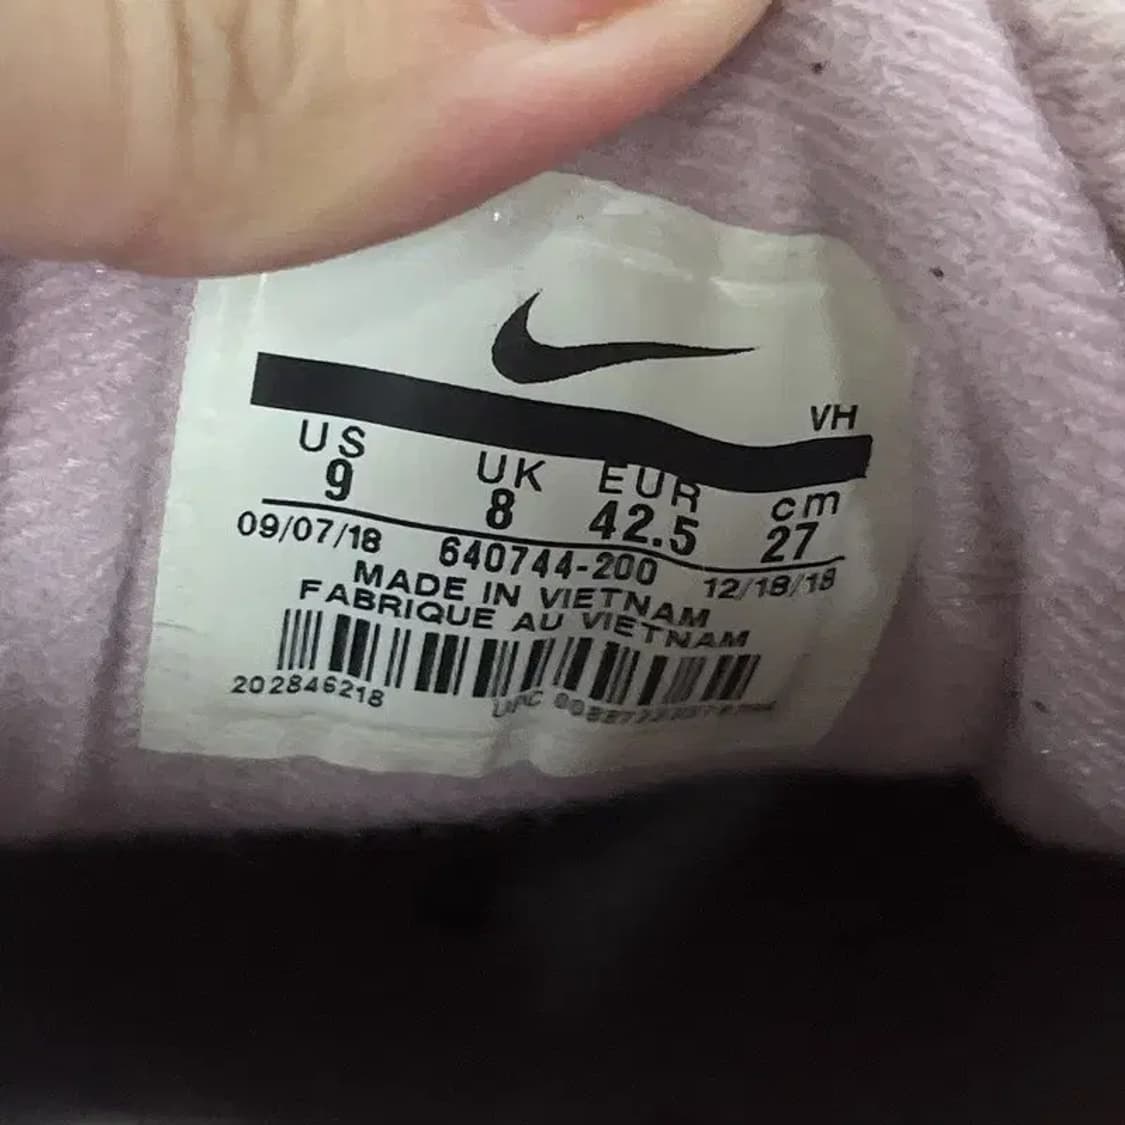 VH
US UK EUR cm
9 8 42.5 27
09/07/18 640744-200 12/18/18
MADE IN VIETNAM
FABRIQUE AU VIETNAM
202846218 UPC